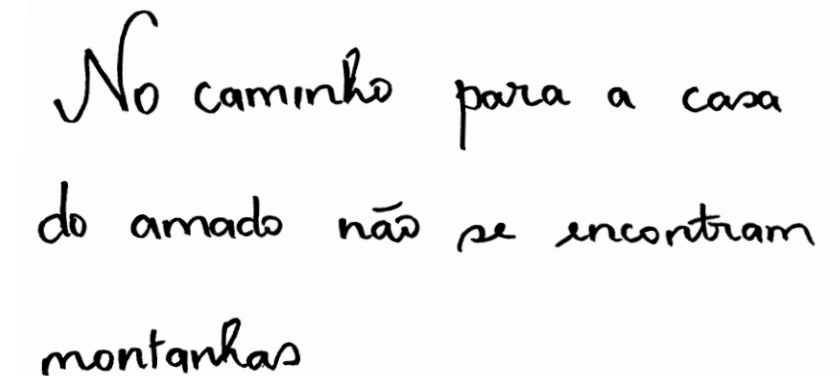 No caminho para a casa
do amado não se encontram
montanhas